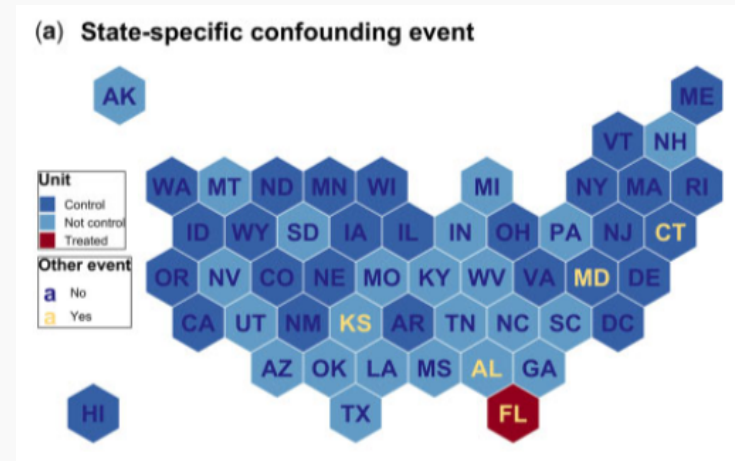 (a) State-specific confounding event
AK
ME
VT NH
Unit
Control
Not control
Treated
WA MT ND MN WI MI NY MA RI
ID WY SD IA IL IN OH PA NJ CT
Other event
a No
a Yes
OR NV CO NE MO KY WV VA MD DE
CA UT NM KS AR TN NC SC DC
AZ OK LA MS AL GA
HI TX FL